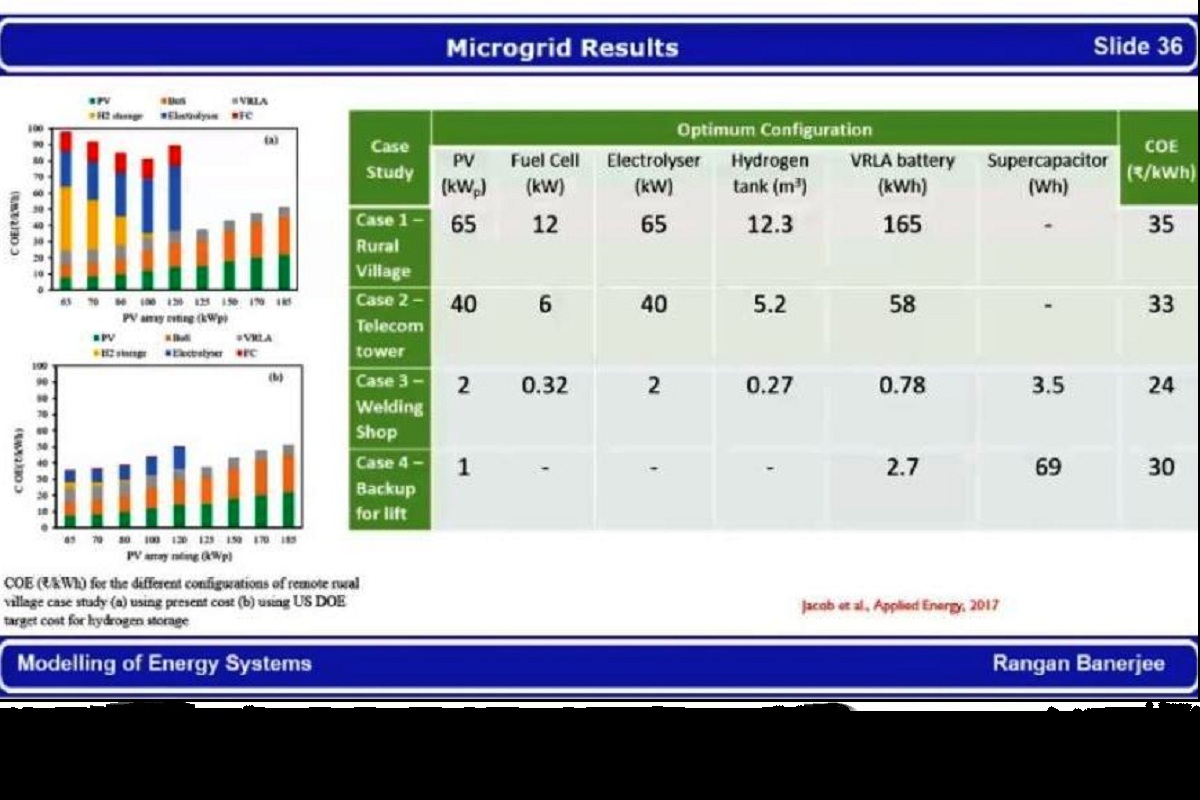 Microgrid Results
Slide 36
PV BoS VRLA
H2 storage Electrolyser FC
(a)
COE(₹/kWh)
100
90
80
70
60
50
40
30
20
10
0
65 70 80 100 120 125 150 170 185
PV array rating (kWp)
PV BoS VRLA
H2 storage Electrolyser FC
(b)
COE(₹/kWh)
100
90
80
70
60
50
40
30
20
10
0
65 70 80 100 120 125 150 170 185
PV array rating (kWp)
COE (₹/kWh) for the different configurations of remote rural
village case study (a) using present cost (b) using US DOE
target cost for hydrogen storage
Case Study
Optimum Configuration
COE (₹/kWh)
PV (kWp) Fuel Cell (kW) Electrolyser (kW) Hydrogen tank (m³) VRLA battery (kWh) Supercapacitor (Wh)
Case 1 – Rural Village 65 12 65 12.3 165 - 35
Case 2 – Telecom tower 40 6 40 5.2 58 - 33
Case 3 – Welding Shop 2 0.32 2 0.27 0.78 3.5 24
Case 4 – Backup for lift 1 - - - 2.7 69 30
Jacob et al., Applied Energy, 2017
Modelling of Energy Systems
Rangan Banerjee